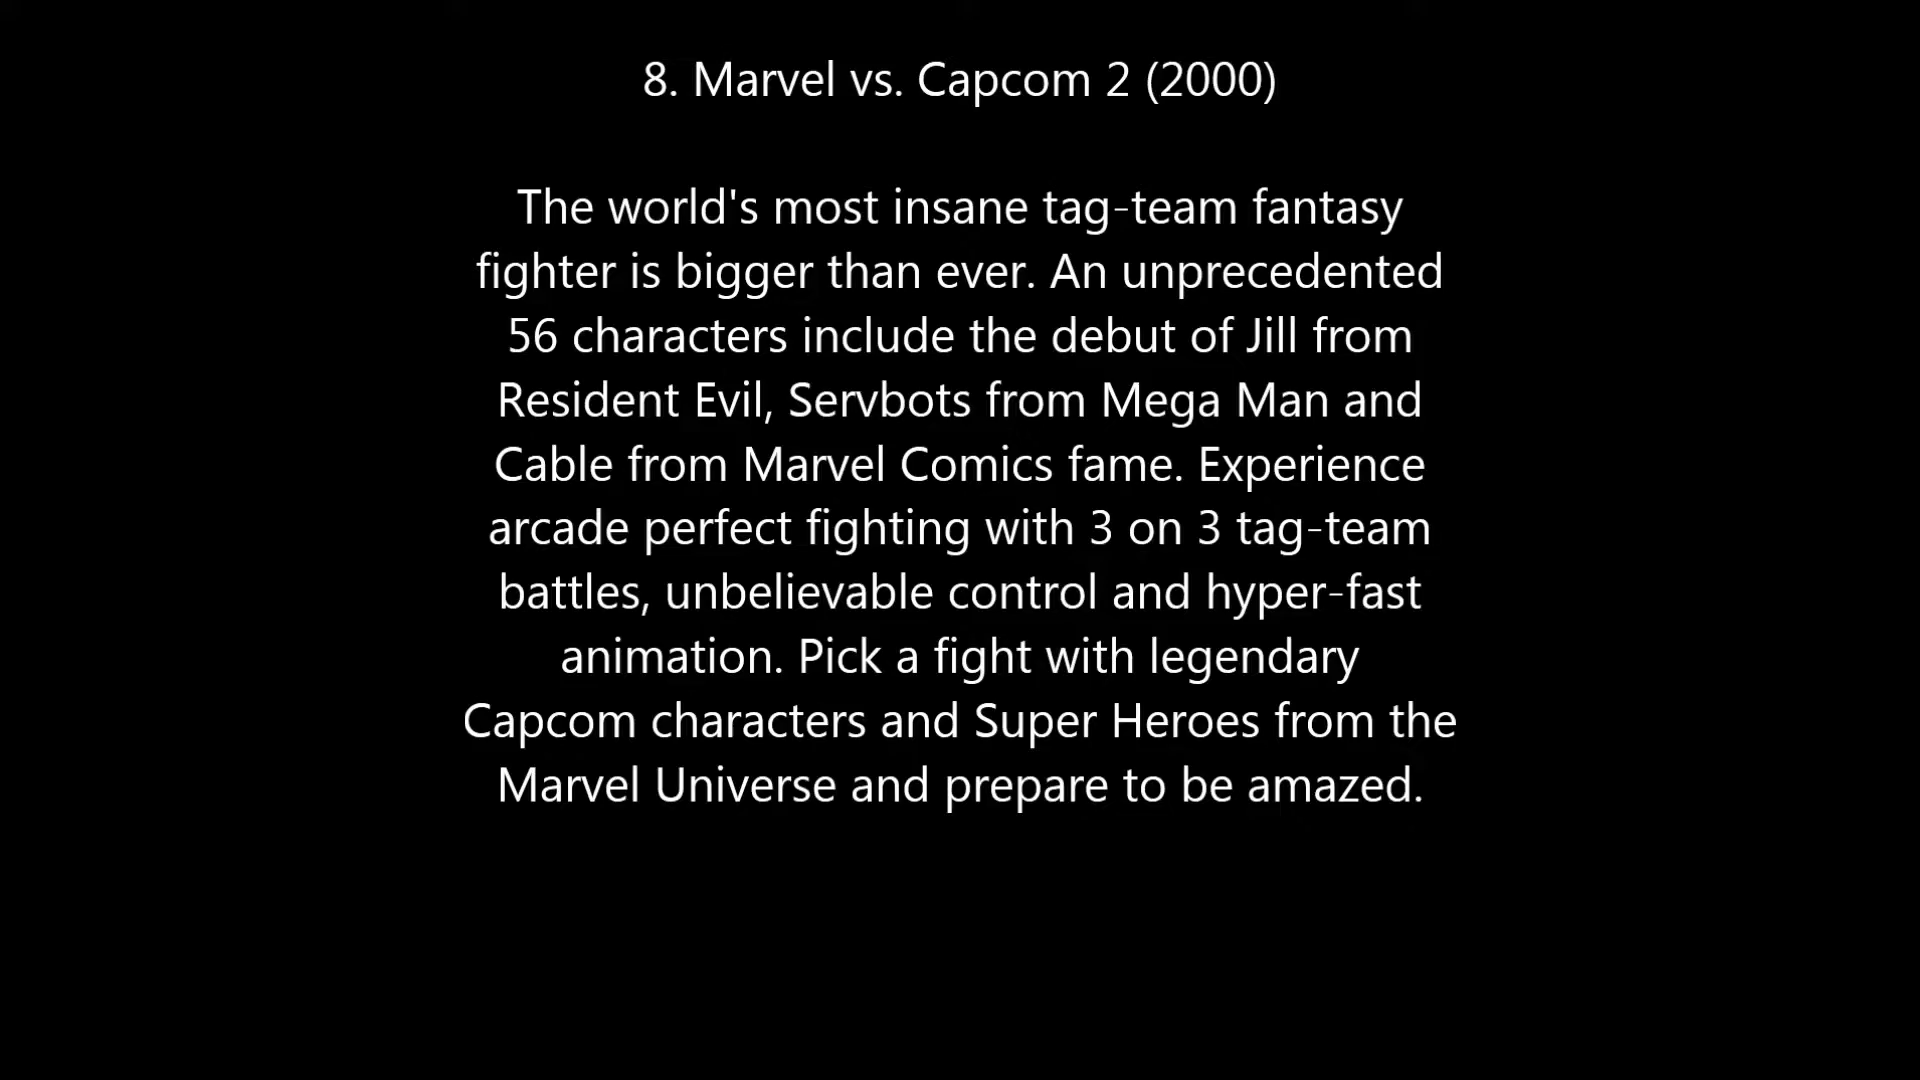 8. Marvel vs. Capcom 2 (2000)
The world's most insane tag-team fantasy
fighter is bigger than ever. An unprecedented
56 characters include the debut of Jill from
Resident Evil, Servbots from Mega Man and
Cable from Marvel Comics fame. Experience
arcade perfect fighting with 3 on 3 tag-team
battles, unbelievable control and hyper-fast
animation. Pick a fight with legendary
Capcom characters and Super Heroes from the
Marvel Universe and prepare to be amazed.